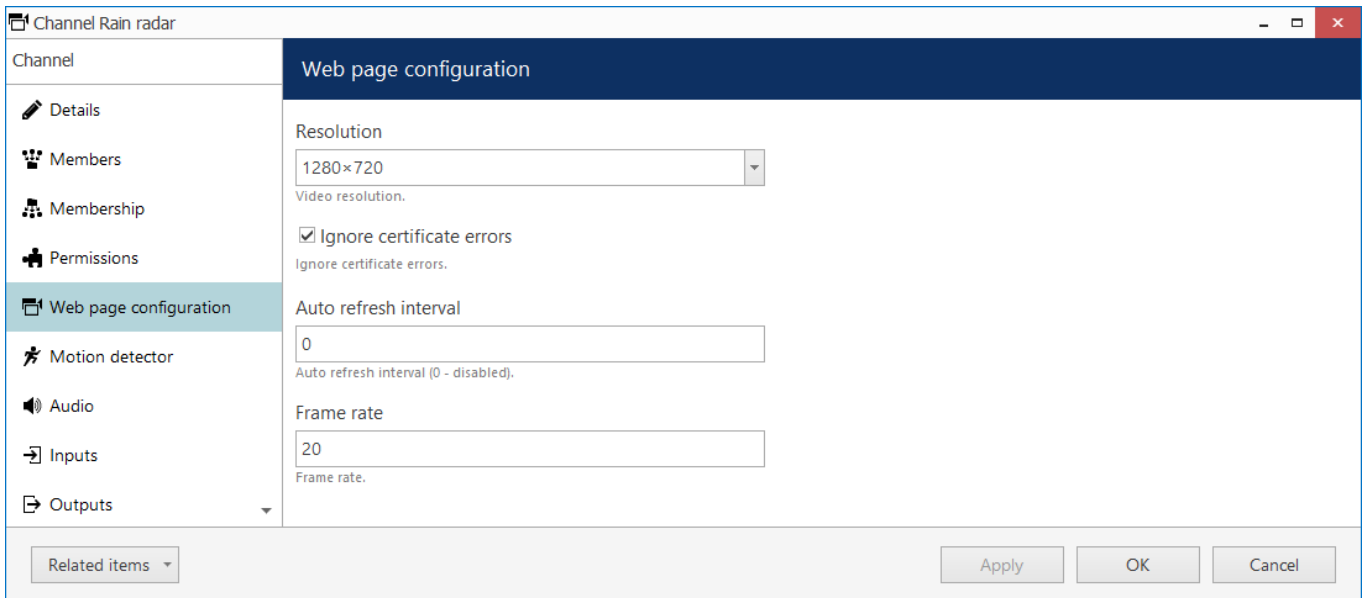 Channel Rain radar
Channel
Details
Members
Membership
Permissions
Web page configuration
Motion detector
Audio
Inputs
Outputs
Web page configuration
Resolution
1280×720
Video resolution.
Ignore certificate errors
Ignore certificate errors.
Auto refresh interval
0
Auto refresh interval (0 - disabled).
Frame rate
20
Frame rate.
Related items
Apply
OK
Cancel